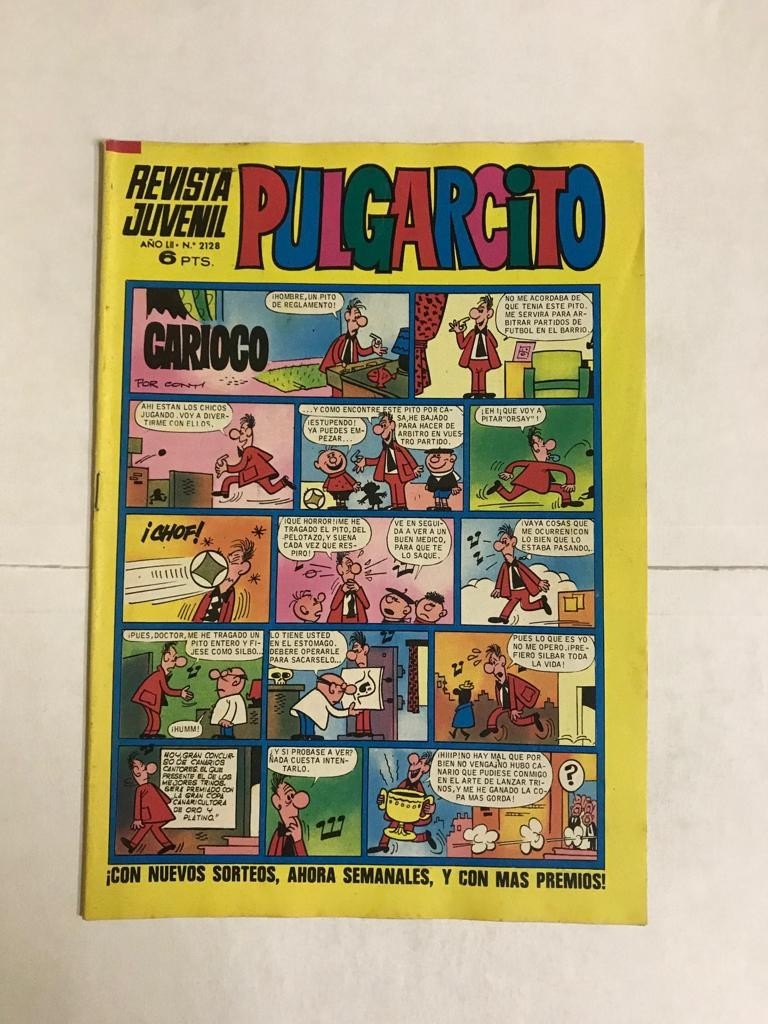 REVISTA
JUVENIL
AÑO LII • N.º 2128
6 PTS.
PULGARCITO
CARIOCO
POR CONTI
¡HOMBRE, UN PITO
DE REGLAMENTO!
NO ME ACORDABA DE
QUE TENIA ESTE PITO.
ME SERVIRA PARA AR-
BITRAR PARTIDOS DE
FUTBOL EN EL BARRIO.
AHI ESTAN LOS CHICOS
JUGANDO. VOY A DIVER-
TIRME CON ELLOS.
...Y COMO ENCONTRE ESTE PITO POR CA-
SA, HE BAJADO
PARA HACER DE
ARBITRO EN VUES-
TRO PARTIDO.
¡ESTUPENDO!
YA PUEDES EM-
PEZAR...
¡EH! ¡QUE VOY A
PITAR "ORSAY"!
¡CHOF!
¡QUE HORROR! ¡ME HE
TRAGADO EL PITO, DEL
PELOTAZO, Y SUENA
CADA VEZ QUE RES-
PIRO!
VE EN SEGUI-
DA A VER A UN
BUEN MEDICO,
PARA QUE TE
LO SAQUE.
¡VAYA COSAS QUE
ME OCURREN! CON
LO BIEN QUE LO
ESTABA PASANDO.
¡PUES, DOCTOR, ME HE TRAGADO UN
PITO ENTERO Y FI-
JESE COMO SILBO...
¡HUMM!
LO TIENE USTED
EN EL ESTOMAGO.
DEBERE OPERARLE
PARA SACARSELO...
PUES LO QUE ES YO
NO ME OPERO. ¡PRE-
FIERO SILBAR TODA
LA VIDA!
"HOY, GRAN CONCUR-
SO DE CANARIOS
CANTORES. EL QUE
PRESENTE EL DE LOS
MEJORES TRINOS,
SERA PREMIADO CON
LA GRAN COPA
CANARICULTORA
DE ORO Y
PLATINO."
¿Y SI PROBASE A VER?
NADA CUESTA INTEN-
TARLO.
¡HIIIP! NO HAY MAL QUE POR
BIEN NO VENGA. ¡NO HUBO CA-
NARIO QUE PUDIESE CONMIGO
EN EL ARTE DE LANZAR TRI-
NOS, Y ME HE GANADO LA CO-
PA MAS GORDA!
?
¡CON NUEVOS SORTEOS, AHORA SEMANALES, Y CON MAS PREMIOS!